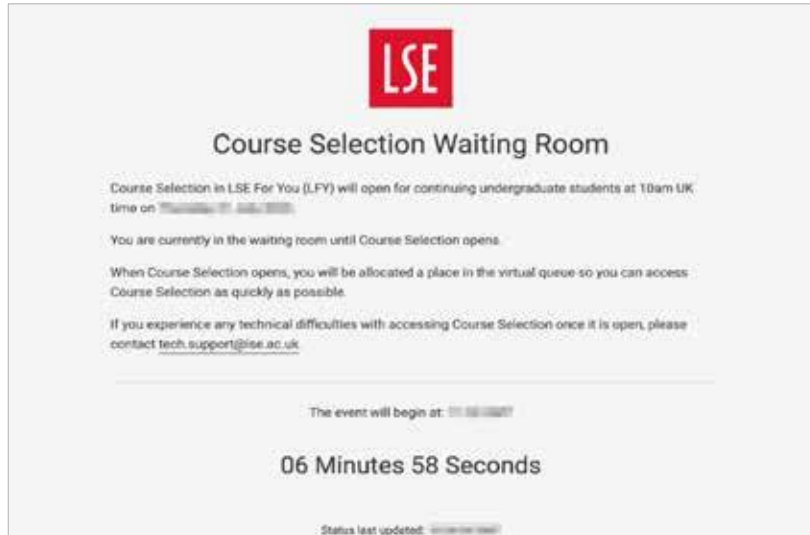 LSE
Course Selection Waiting Room
Course Selection in LSE For You (LFY) will open for continuing undergraduate students at 10am UK
time on
You are currently in the waiting room until Course Selection opens.
When Course Selection opens, you will be allocated a place in the virtual queue so you can access
Course Selection as quickly as possible.
If you experience any technical difficulties with accessing Course Selection once it is open, please
contact tech.support@lse.ac.uk
The event will begin at:
06 Minutes 58 Seconds
Status last updated: